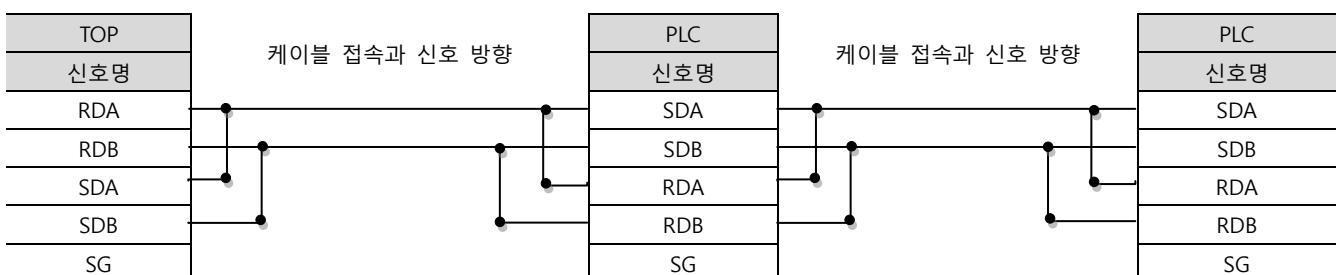 TOP 케이블 접속과 신호 방향 PLC 케이블 접속과 신호 방향 PLC
신호명 신호명 신호명
RDA SDA SDA
RDB SDB SDB
SDA RDA RDA
SDB RDB RDB
SG SG SG